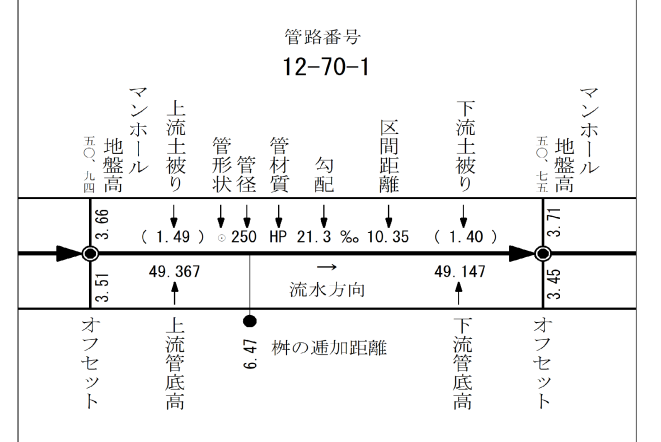 管路番号
12-70-1
マンホール
地盤高
五〇、九四
上流土被り
管形状
管径
管材質
勾配
区間距離
下流土被り
マンホール
地盤高
五〇、七五
3.66
( 1.49 ) 250 HP 21.3 ‰ 10.35 ( 1.40 )
3.71
3.51
49.367
→
流水方向
49.147
3.45
オフセット
上流管底高
6.47
桝の逓加距離
下流管底高
オフセット